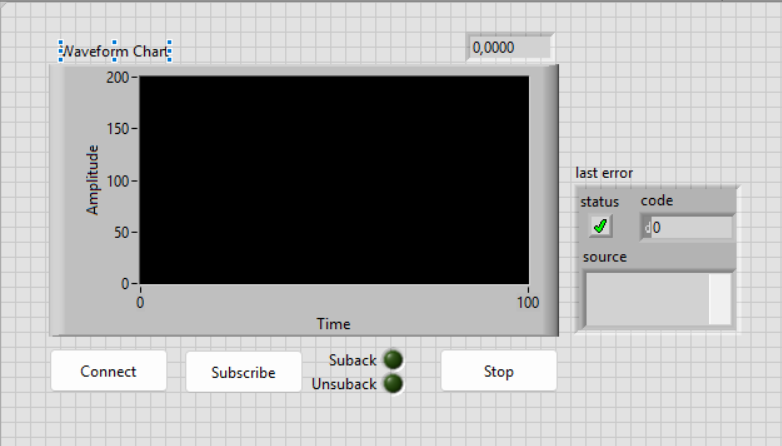 Waveform Chart
0,0000
200
150
100
50
0
Amplitude
0
100
Time
last error
status
code
d0
source
Connect
Subscribe
Suback
Unsuback
Stop